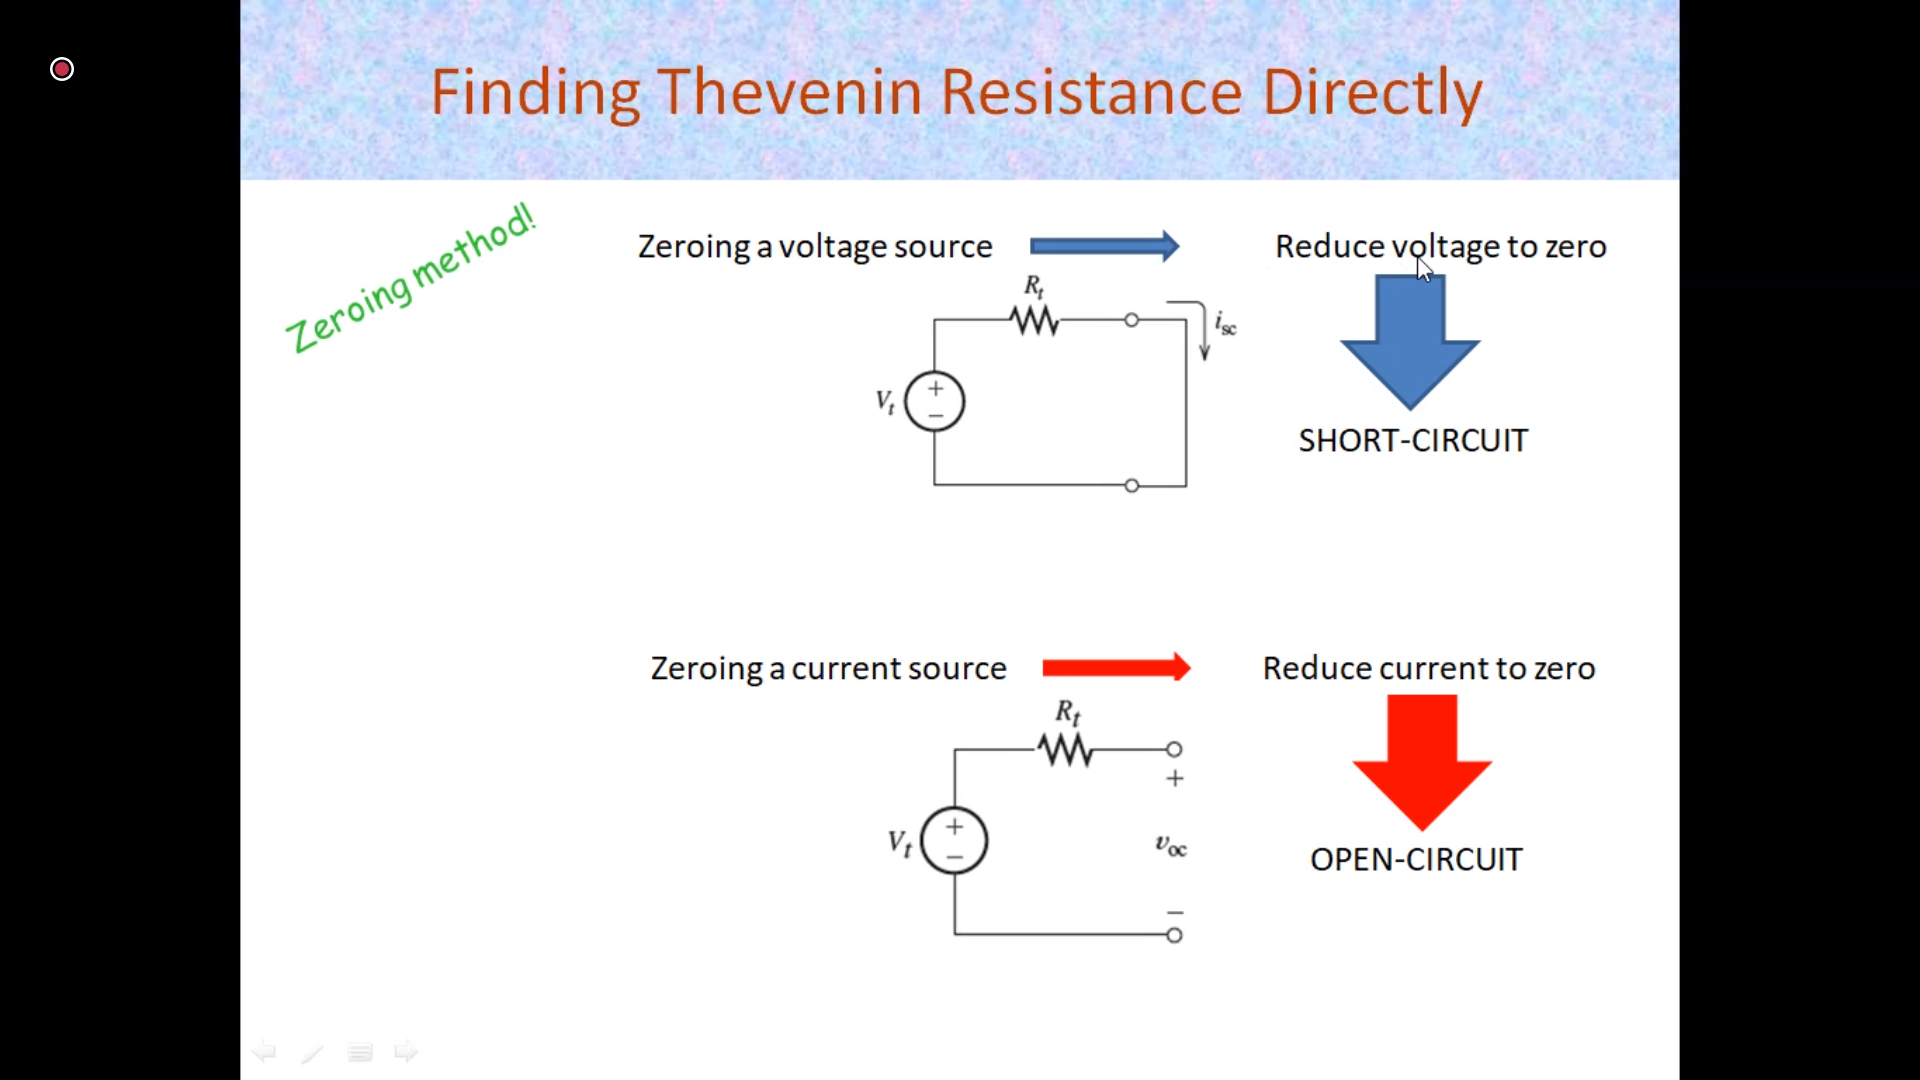 Finding Thevenin Resistance Directly
Zeroing method!
Zeroing a voltage source
Reduce voltage to zero
Rt
isc
Vt
+
−
SHORT-CIRCUIT
Zeroing a current source
Reduce current to zero
Rt
+
Vt
+
−
voc
−
OPEN-CIRCUIT